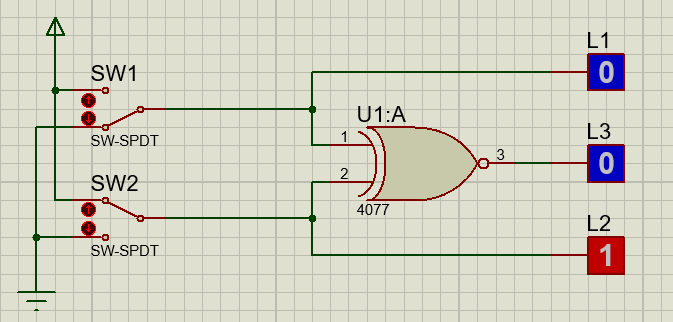 SW1
SW-SPDT
SW2
SW-SPDT
U1:A
1
2
3
4077
L1
0
L3
0
L2
1